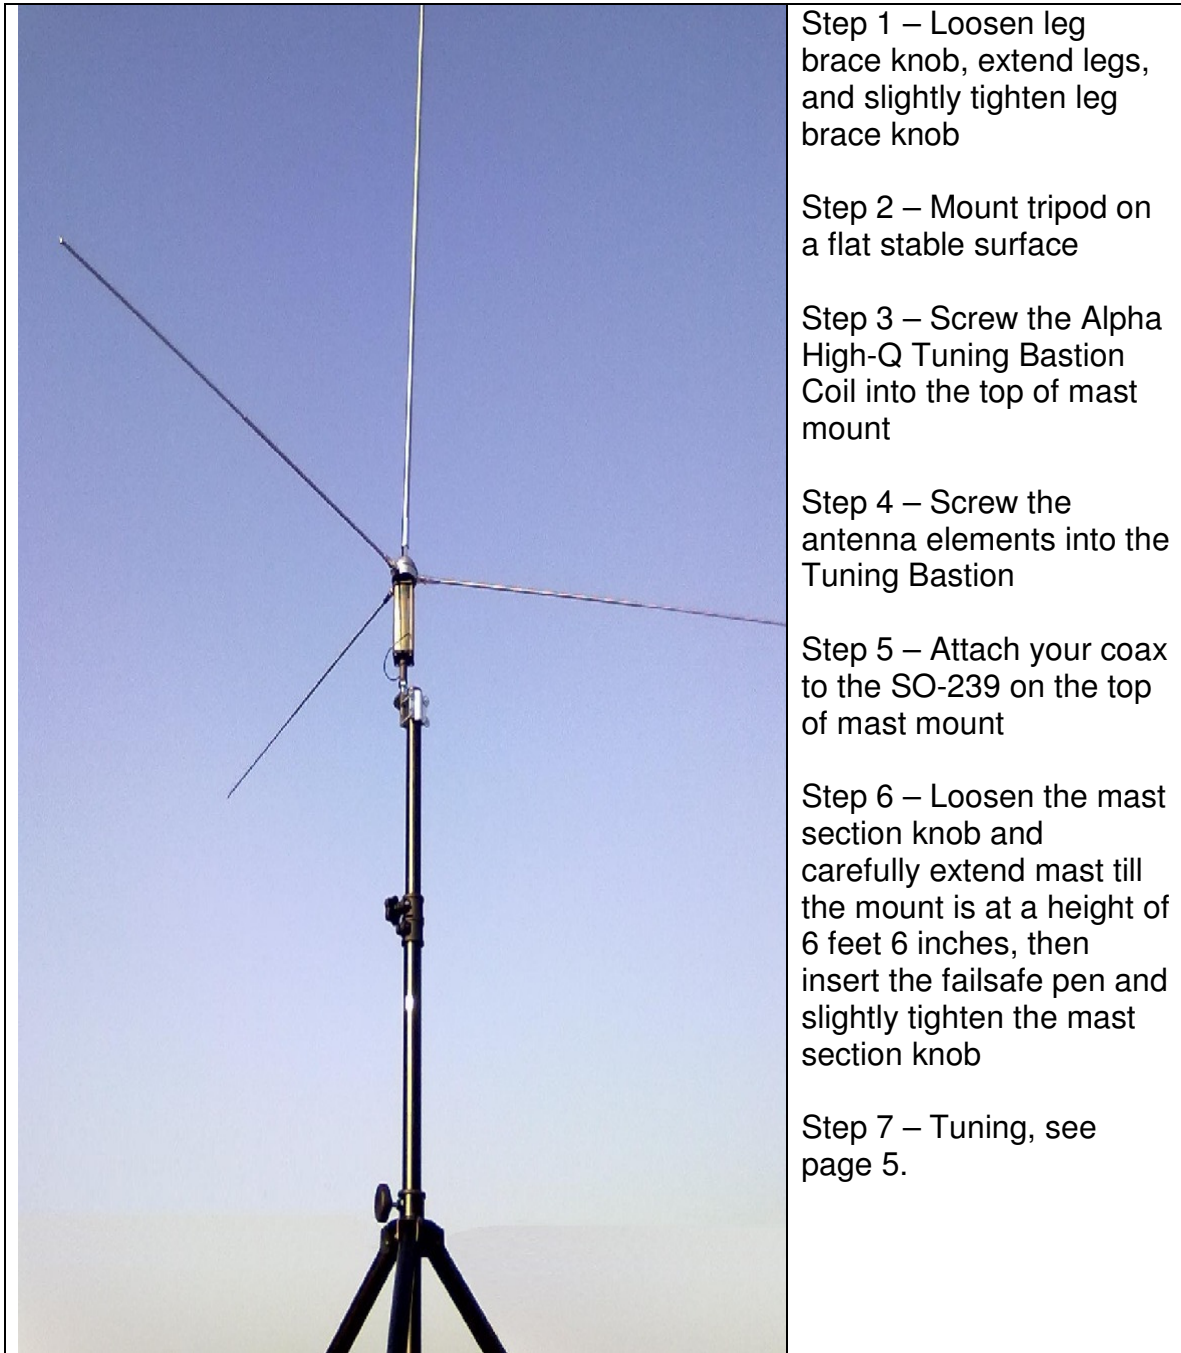 Step 1 – Loosen leg
brace knob, extend legs,
and slightly tighten leg
brace knob
Step 2 – Mount tripod on
a flat stable surface
Step 3 – Screw the Alpha
High-Q Tuning Bastion
Coil into the top of mast
mount
Step 4 – Screw the
antenna elements into the
Tuning Bastion
Step 5 – Attach your coax
to the SO-239 on the top
of mast mount
Step 6 – Loosen the mast
section knob and
carefully extend mast till
the mount is at a height of
6 feet 6 inches, then
insert the failsafe pen and
slightly tighten the mast
section knob
Step 7 – Tuning, see
page 5.